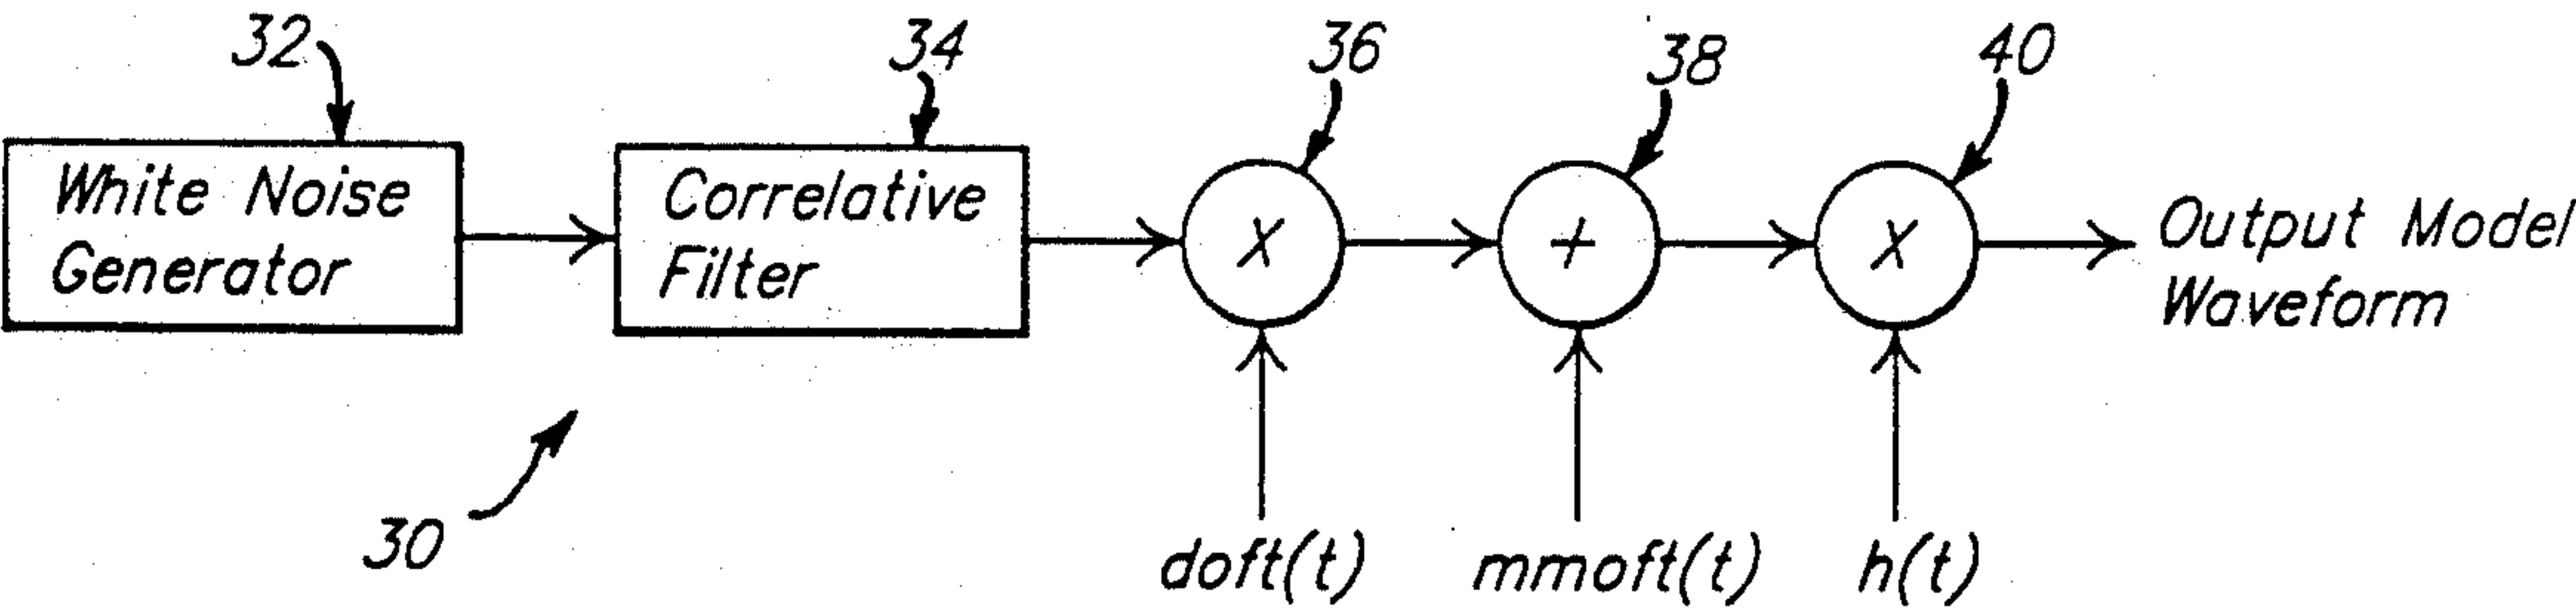 32
34
36
38
40
White Noise
Generator
Correlative
Filter
X
+
X
Output Model
Waveform
30
doft(t)
mmoft(t)
h(t)